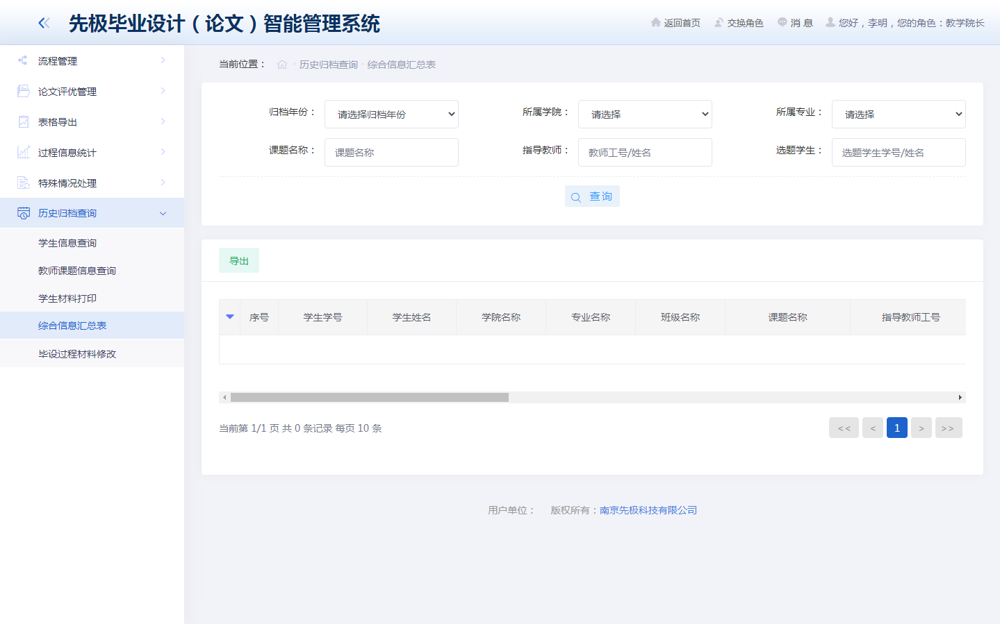 先极毕业设计（论文）智能管理系统
返回首页 交换角色 消 息 您好，李明，您的角色：教学院长
流程管理
论文评优管理
表格导出
过程信息统计
特殊情况处理
历史归档查询
学生信息查询
教师课题信息查询
学生材料打印
综合信息汇总表
毕设过程材料修改
当前位置： 历史归档查询 综合信息汇总表
归档年份： 请选择归档年份 所属学院： 请选择 所属专业： 请选择
课题名称： 课题名称 指导教师： 教师工号/姓名 选题学生： 选题学生学号/姓名
查询
导出
序号 学生学号 学生姓名 学院名称 专业名称 班级名称 课题名称 指导教师工号
当前第 1/1 页 共 0 条记录 每页 10 条 << < 1 > >>
用户单位： 版权所有：南京先极科技有限公司